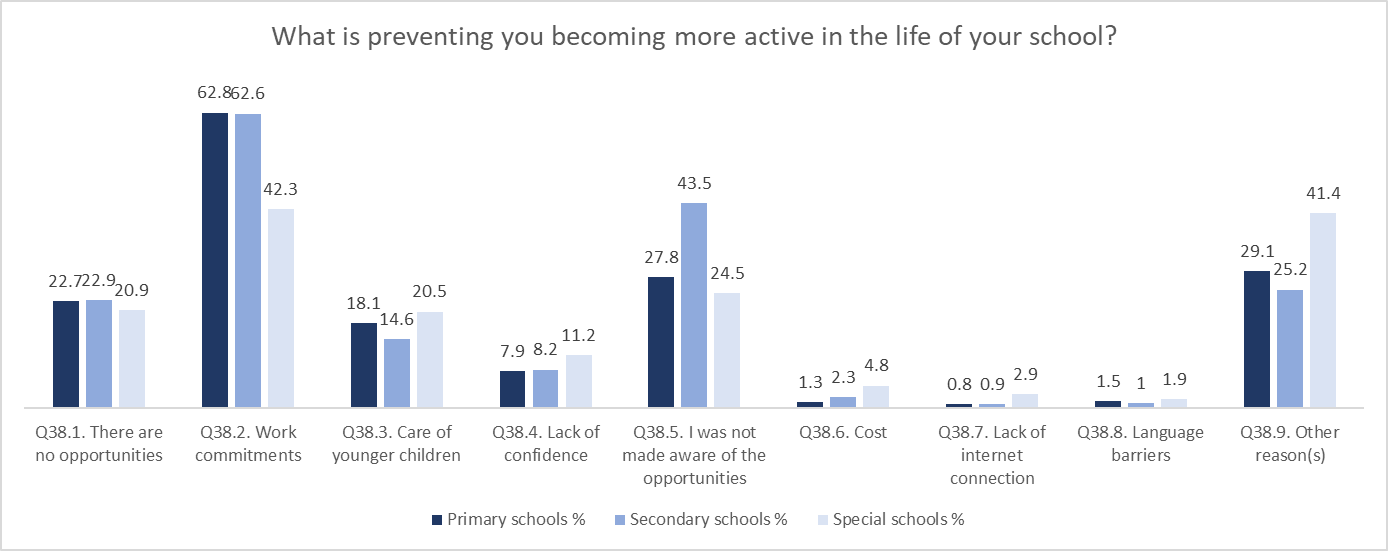 What is preventing you becoming more active in the life of your school?
62.8 62.6 42.3
43.5 41.4
22.7 22.9 20.9 18.1 14.6 20.5 7.9 8.2 11.2 27.8 24.5 1.3 2.3 4.8 0.8 0.9 2.9 1.5 1 1.9 29.1 25.2
Q38.1. There are
no opportunities
Q38.2. Work
commitments
Q38.3. Care of
younger children
Q38.4. Lack of
confidence
Q38.5. I was not
made aware of the
opportunities
Q38.6. Cost
Q38.7. Lack of
internet
connection
Q38.8. Language
barriers
Q38.9. Other
reason(s)
Primary schools % Secondary schools % Special schools %